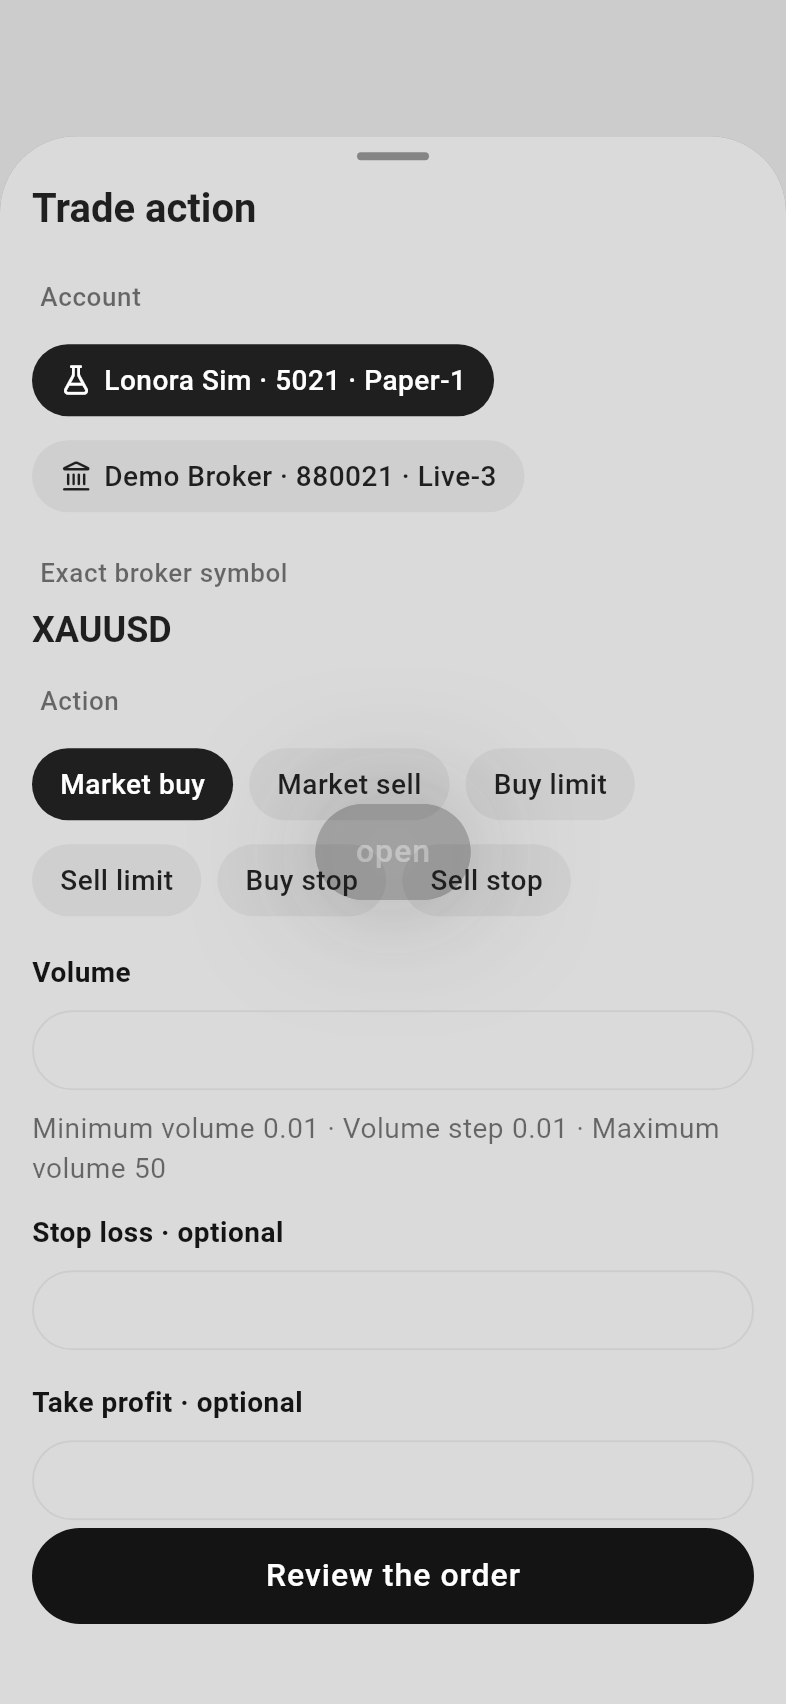 Trade action
Account
Lonora Sim · 5021 · Paper-1
Demo Broker · 880021 · Live-3
Exact broker symbol
XAUUSD
Action
Market buy
Market sell
Buy limit
open
Sell limit
Buy stop
Sell stop
Volume
Minimum volume 0.01 · Volume step 0.01 · Maximum
volume 50
Stop loss · optional
Take profit · optional
Review the order